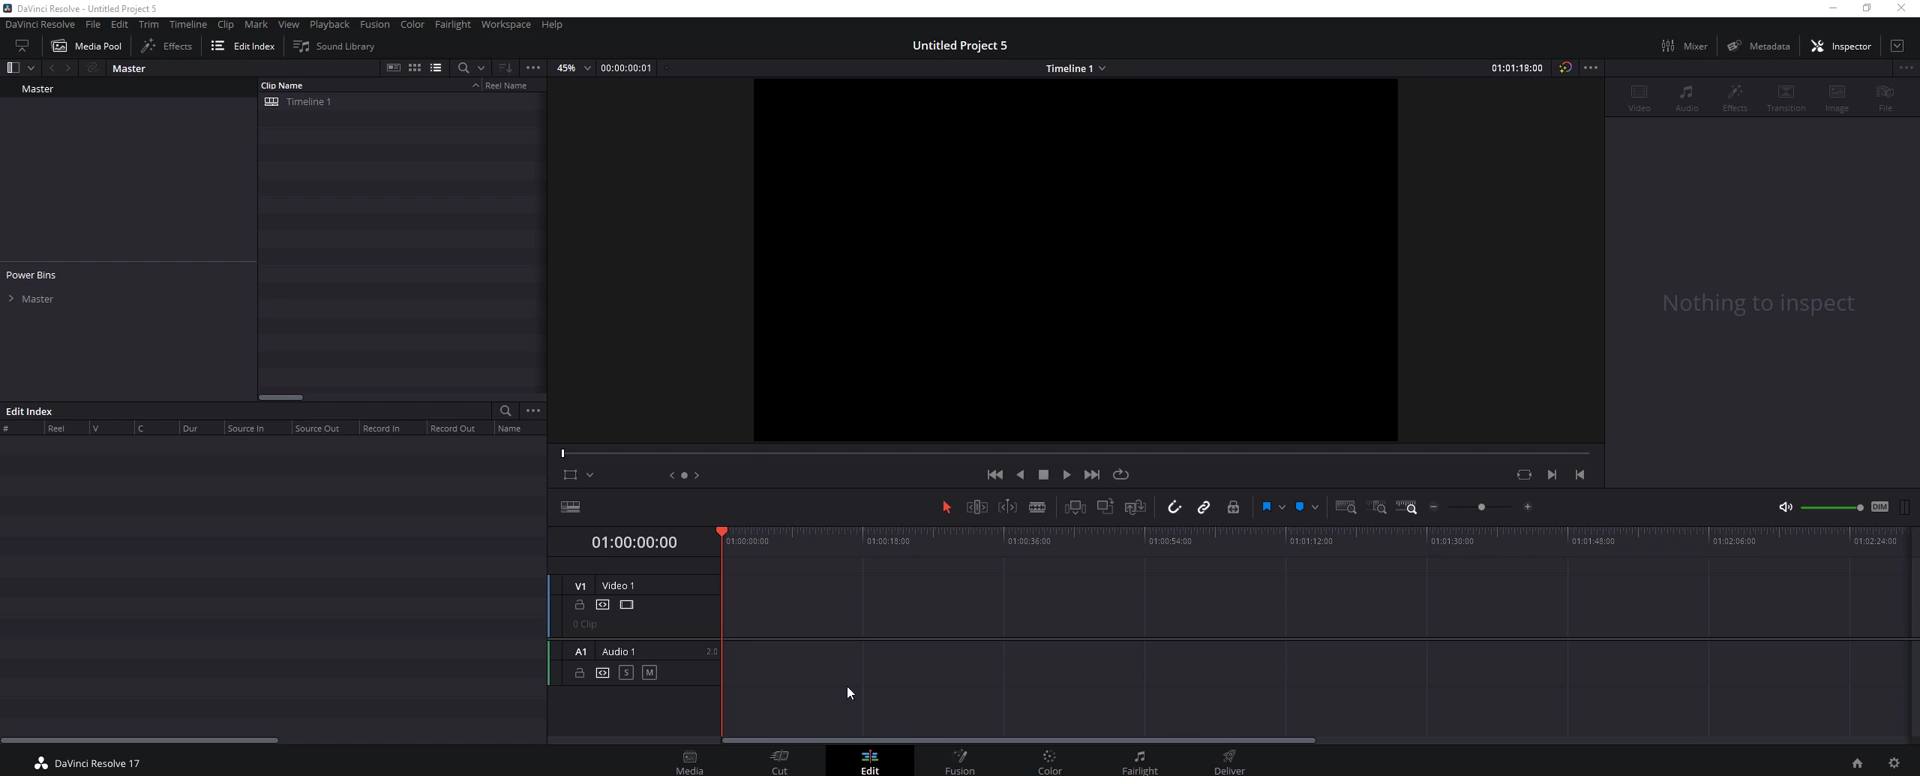 DaVinci Resolve - Untitled Project 5
DaVinci Resolve File Edit Trim Timeline Clip Mark View Playback Fusion Color Fairlight Workspace Help
Media Pool Effects Edit Index Sound Library Untitled Project 5 Mixer Metadata Inspector
Master 45% 00:00:00:01 Timeline 1 01:01:18:00
Master Clip Name Reel Name
Timeline 1
Video Audio Effects Transition Image File
Power Bins
Master
Nothing to inspect
Edit Index
# Reel V C Dur Source In Source Out Record In Record Out Name
DIM
01:00:00:00 01:00:00:00 01:00:18:00 01:00:36:00 01:00:54:00 01:01:12:00 01:01:30:00 01:01:48:00 01:02:06:00 01:02:24:00
V1 Video 1
0 Clip
A1 Audio 1 2.0
S M
DaVinci Resolve 17 Media Cut Edit Fusion Color Fairlight Deliver